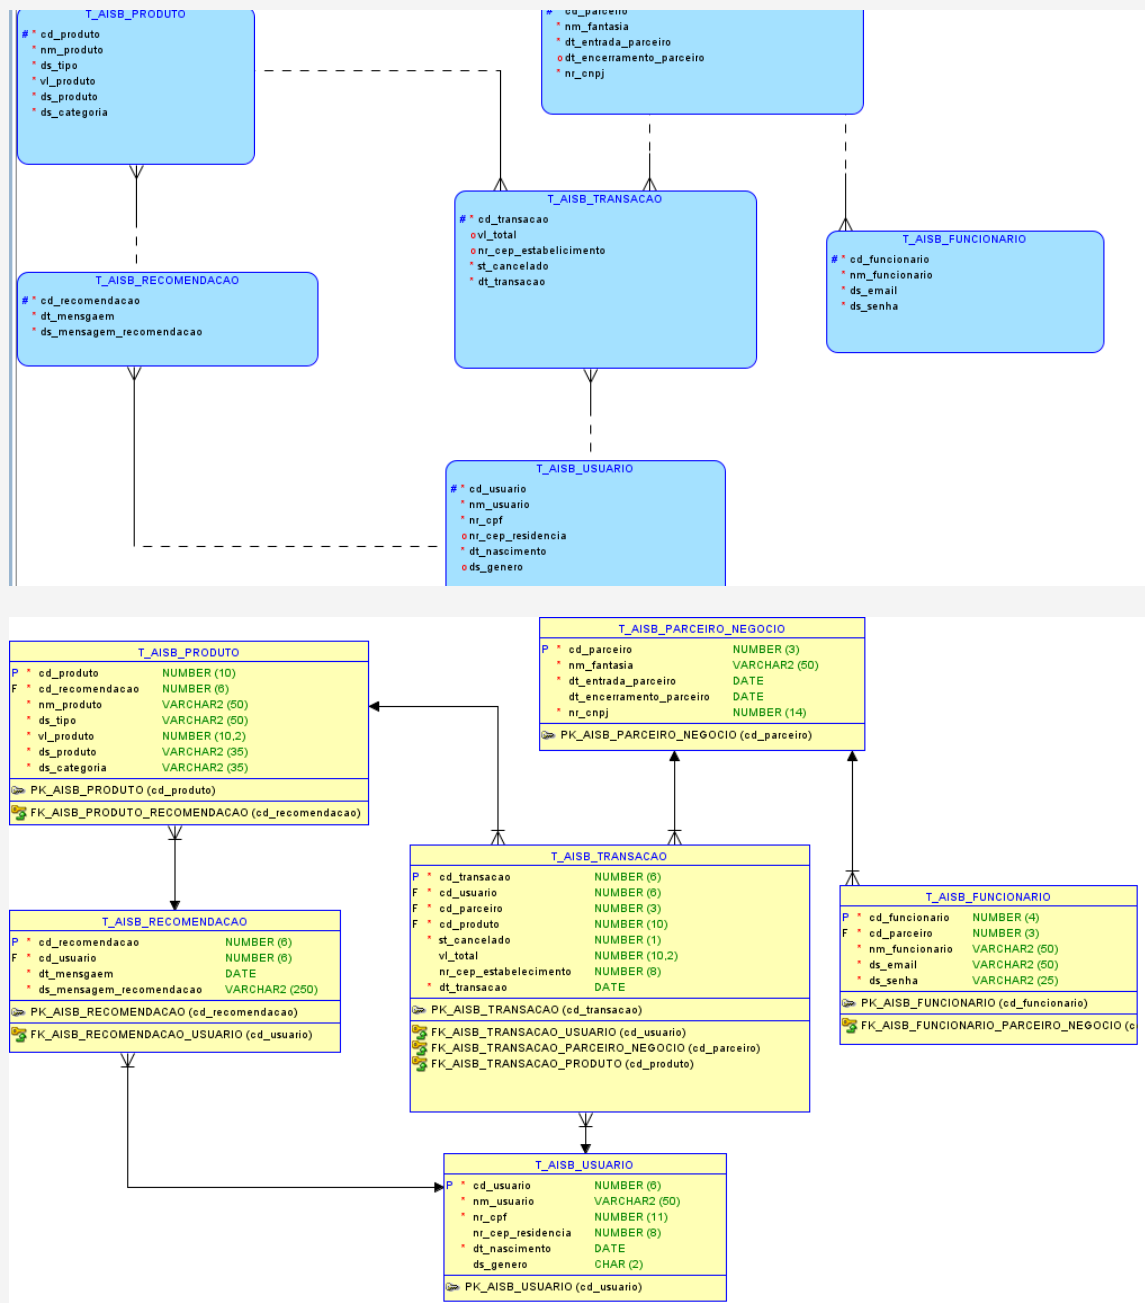 T_AISB_PRODUTO
# * cd_produto
* nm_produto
* ds_tipo
* vl_produto
* ds_produto
* ds_categoria
# * cd_parceiro
* nm_fantasia
* dt_entrada_parceiro
o dt_encerramento_parceiro
* nr_cnpj
T_AISB_TRANSACAO
# * cd_transacao
o vl_total
o nr_cep_estabelicimento
* st_cancelado
* dt_transacao
T_AISB_FUNCIONARIO
# * cd_funcionario
* nm_funcionario
* ds_email
* ds_senha
T_AISB_RECOMENDACAO
# * cd_recomendacao
* dt_mensgaem
* ds_mensagem_recomendacao
T_AISB_USUARIO
# * cd_usuario
* nm_usuario
* nr_cpf
o nr_cep_residencia
* dt_nascimento
o ds_genero
T_AISB_PRODUTO
P * cd_produto NUMBER (10)
F * cd_recomendacao NUMBER (6)
* nm_produto VARCHAR2 (50)
* ds_tipo VARCHAR2 (50)
* vl_produto NUMBER (10,2)
* ds_produto VARCHAR2 (35)
* ds_categoria VARCHAR2 (35)
PK_AISB_PRODUTO (cd_produto)
FK_AISB_PRODUTO_RECOMENDACAO (cd_recomendacao)
T_AISB_PARCEIRO_NEGOCIO
P * cd_parceiro NUMBER (3)
* nm_fantasia VARCHAR2 (50)
* dt_entrada_parceiro DATE
dt_encerramento_parceiro DATE
* nr_cnpj NUMBER (14)
PK_AISB_PARCEIRO_NEGOCIO (cd_parceiro)
T_AISB_TRANSACAO
P * cd_transacao NUMBER (6)
F * cd_usuario NUMBER (6)
F * cd_parceiro NUMBER (3)
F * cd_produto NUMBER (10)
* st_cancelado NUMBER (1)
vl_total NUMBER (10,2)
nr_cep_estabelecimento NUMBER (8)
* dt_transacao DATE
PK_AISB_TRANSACAO (cd_transacao)
FK_AISB_TRANSACAO_USUARIO (cd_usuario)
FK_AISB_TRANSACAO_PARCEIRO_NEGOCIO (cd_parceiro)
FK_AISB_TRANSACAO_PRODUTO (cd_produto)
T_AISB_FUNCIONARIO
P * cd_funcionario NUMBER (4)
F * cd_parceiro NUMBER (3)
* nm_funcionario VARCHAR2 (50)
* ds_email VARCHAR2 (50)
* ds_senha VARCHAR2 (25)
PK_AISB_FUNCIONARIO (cd_funcionario)
FK_AISB_FUNCIONARIO_PARCEIRO_NEGOCIO (c
T_AISB_RECOMENDACAO
P * cd_recomendacao NUMBER (6)
F * cd_usuario NUMBER (6)
* dt_mensgaem DATE
* ds_mensagem_recomendacao VARCHAR2 (250)
PK_AISB_RECOMENDACAO (cd_recomendacao)
FK_AISB_RECOMENDACAO_USUARIO (cd_usuario)
T_AISB_USUARIO
P * cd_usuario NUMBER (6)
* nm_usuario VARCHAR2 (50)
* nr_cpf NUMBER (11)
nr_cep_residencia NUMBER (8)
* dt_nascimento DATE
ds_genero CHAR (2)
PK_AISB_USUARIO (cd_usuario)